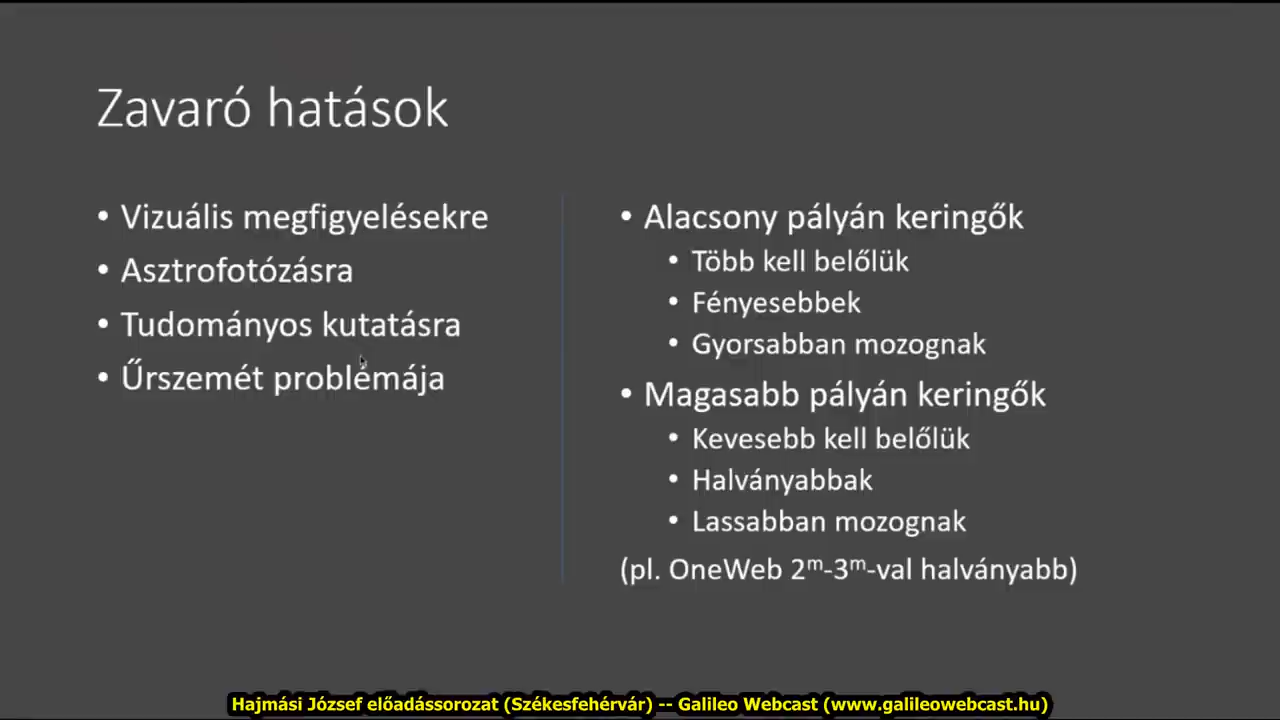 Zavaró hatások
• Vizuális megfigyelésekre
• Asztrofotózásra
• Tudományos kutatásra
• Űrszemét problémája
• Alacsony pályán keringők
• Több kell belőlük
• Fényesebbek
• Gyorsabban mozognak
• Magasabb pályán keringők
• Kevesebb kell belőlük
• Halványabbak
• Lassabban mozognak
(pl. OneWeb 2ᵐ-3ᵐ-val halványabb)
Hajmási József előadássorozat (Székesfehérvár) -- Galileo Webcast (www.galileowebcast.hu)